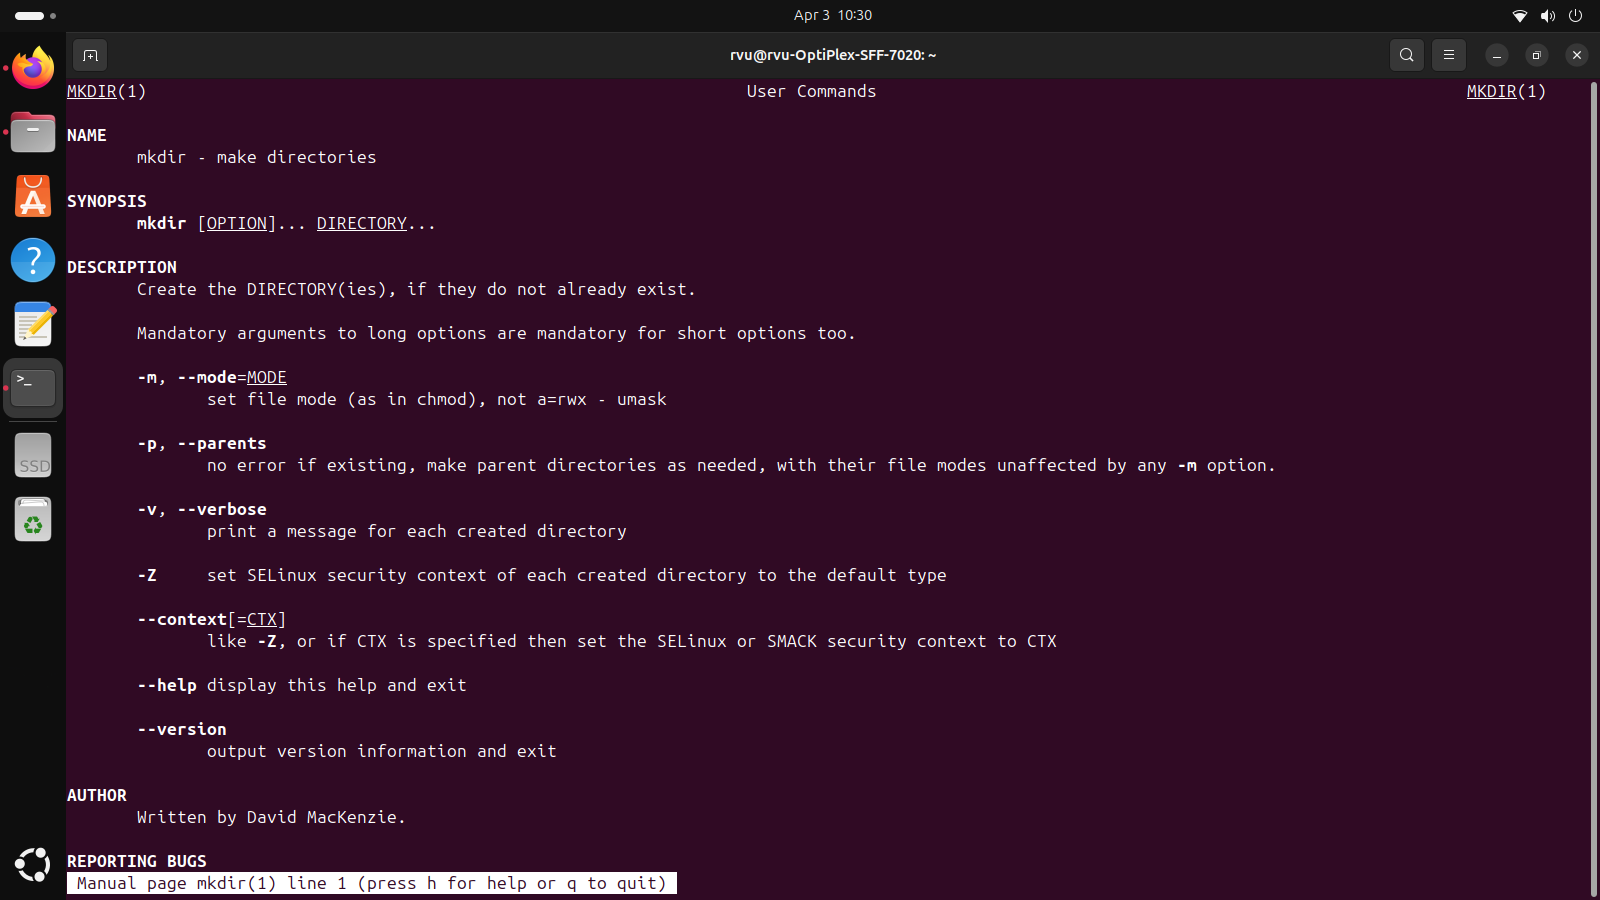 Apr 3 10:30
rvu@rvu-OptiPlex-SFF-7020: ~
MKDIR(1) User Commands MKDIR(1)
NAME
mkdir - make directories
SYNOPSIS
mkdir [OPTION]... DIRECTORY...
DESCRIPTION
Create the DIRECTORY(ies), if they do not already exist.
Mandatory arguments to long options are mandatory for short options too.
-m, --mode=MODE
set file mode (as in chmod), not a=rwx - umask
-p, --parents
no error if existing, make parent directories as needed, with their file modes unaffected by any -m option.
-v, --verbose
print a message for each created directory
-Z set SELinux security context of each created directory to the default type
--context[=CTX]
like -Z, or if CTX is specified then set the SELinux or SMACK security context to CTX
--help display this help and exit
--version
output version information and exit
AUTHOR
Written by David MacKenzie.
REPORTING BUGS
Manual page mkdir(1) line 1 (press h for help or q to quit)
>_
SSD